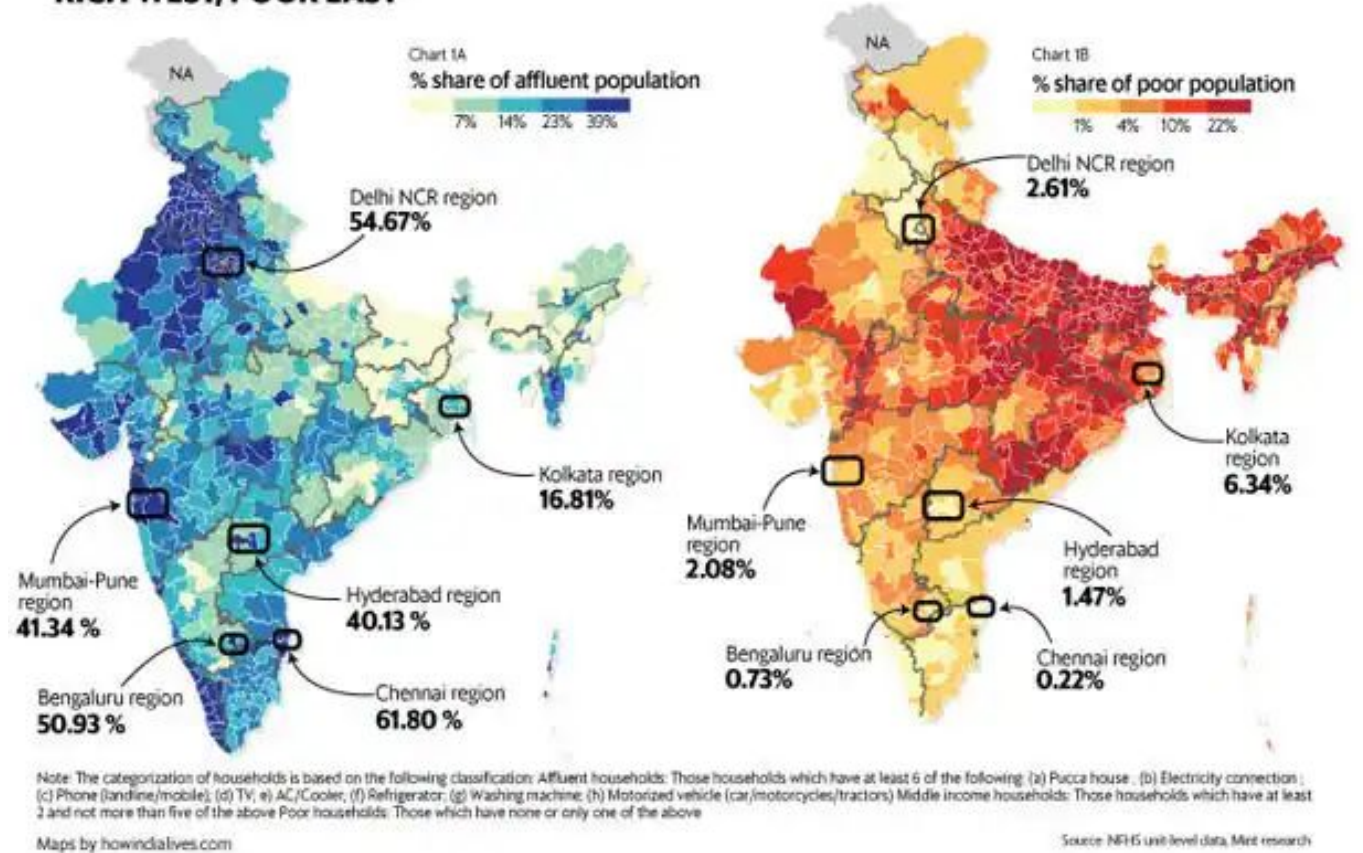 RICH WEST/POOR EAST
Chart 1A
% share of affluent population
7% 14% 23% 39%
NA
Delhi NCR region
54.67%
Kolkata region
16.81%
Mumbai-Pune
region
41.34 %
Hyderabad region
40.13 %
Bengaluru region
50.93 %
Chennai region
61.80 %
Chart 1B
% share of poor population
1% 4% 10% 22%
NA
Delhi NCR region
2.61%
Kolkata
region
6.34%
Mumbai-Pune
region
2.08%
Hyderabad
region
1.47%
Bengaluru region
0.73%
Chennai region
0.22%
Note: The categorization of households is based on the following classification: Affluent households: Those households which have at least 6 of the following: (a) Pucca house , (b) Electricity connection ;
(c) Phone (landline/mobile); (d) TV; e) AC/Cooler, (f) Refrigerator; (g) Washing machine; (h) Motorized vehicle (car/motorcycles/tractors) Middle income households: Those households which have at least
2 and not more than five of the above Poor households: Those which have none or only one of the above
Maps by howindialives.com
Source: NFHS unit-level data, Mint research